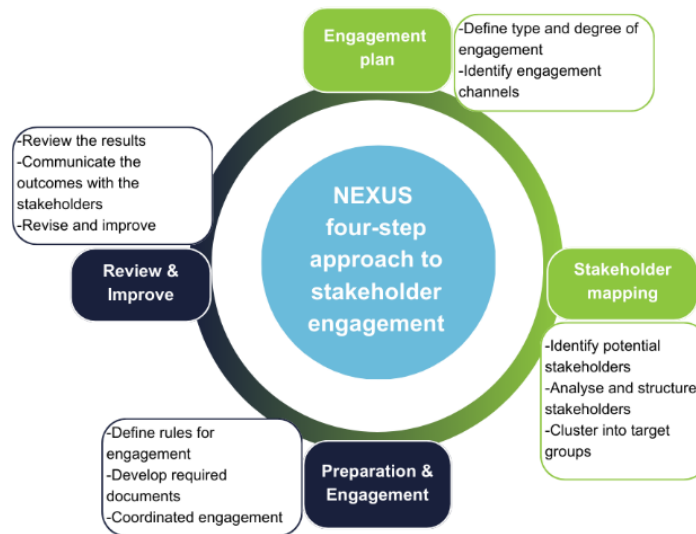 Engagement
plan
-Define type and degree of
engagement
-Identify engagement
channels
-Review the results
-Communicate the
outcomes with the
stakeholders
-Revise and improve
NEXUS
four-step
approach to
stakeholder
engagement
Review &
Improve
Stakeholder
mapping
-Identify potential
stakeholders
-Analyse and structure
stakeholders
-Cluster into target
groups
-Define rules for
engagement
-Develop required
documents
-Coordinated engagement
Preparation &
Engagement